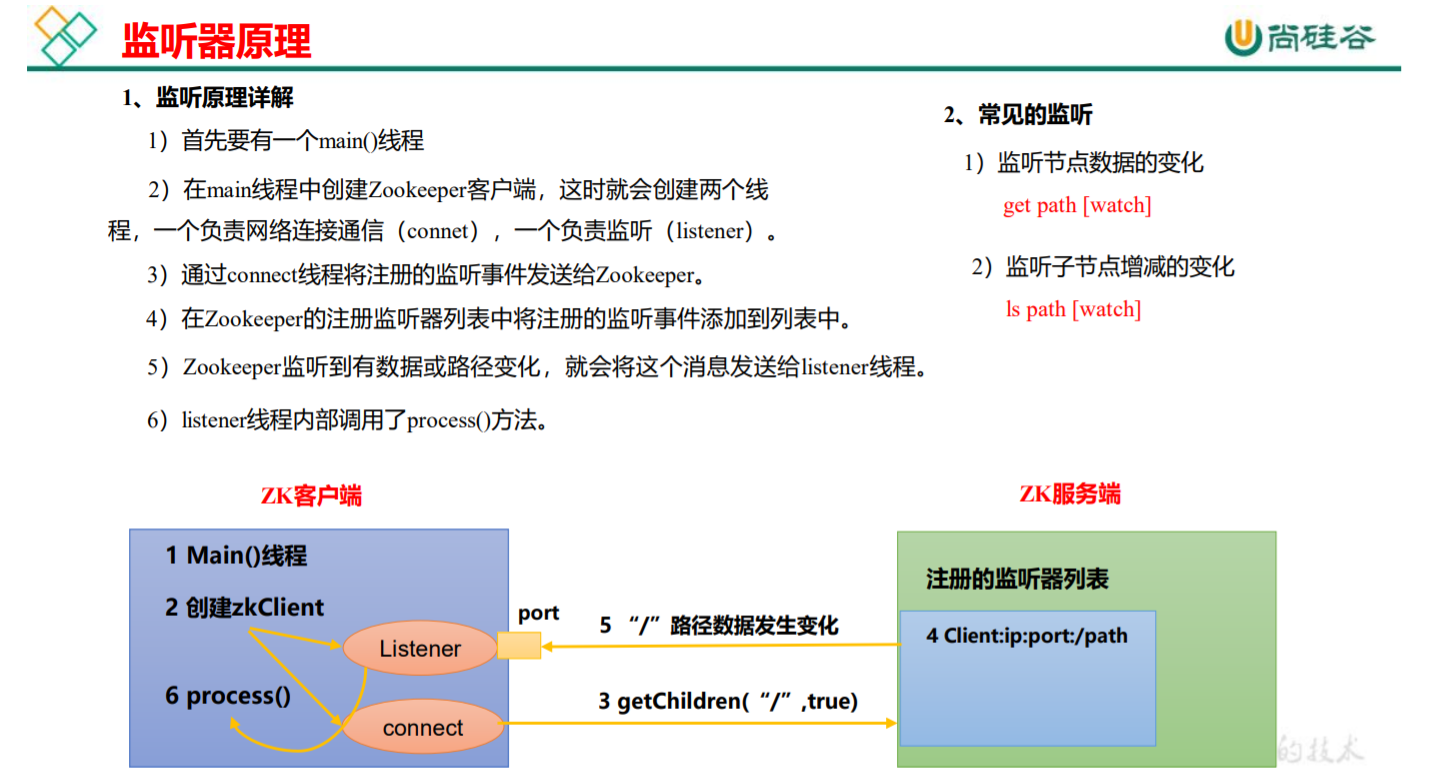 监听器原理
尚硅谷
1、监听原理详解
1）首先要有一个main()线程
2）在main线程中创建Zookeeper客户端，这时就会创建两个线
程，一个负责网络连接通信（connet），一个负责监听（listener）。
3）通过connect线程将注册的监听事件发送给Zookeeper。
4）在Zookeeper的注册监听器列表中将注册的监听事件添加到列表中。
5）Zookeeper监听到有数据或路径变化，就会将这个消息发送给listener线程。
6）listener线程内部调用了process()方法。
2、常见的监听
1）监听节点数据的变化
get path [watch]
2）监听子节点增减的变化
ls path [watch]
ZK客户端
1 Main()线程
2 创建zkClient
Listener
6 process()
connect
port
5 “/”路径数据发生变化
3 getChildren(“/”,true)
ZK服务端
注册的监听器列表
4 Client:ip:port:/path
的技术